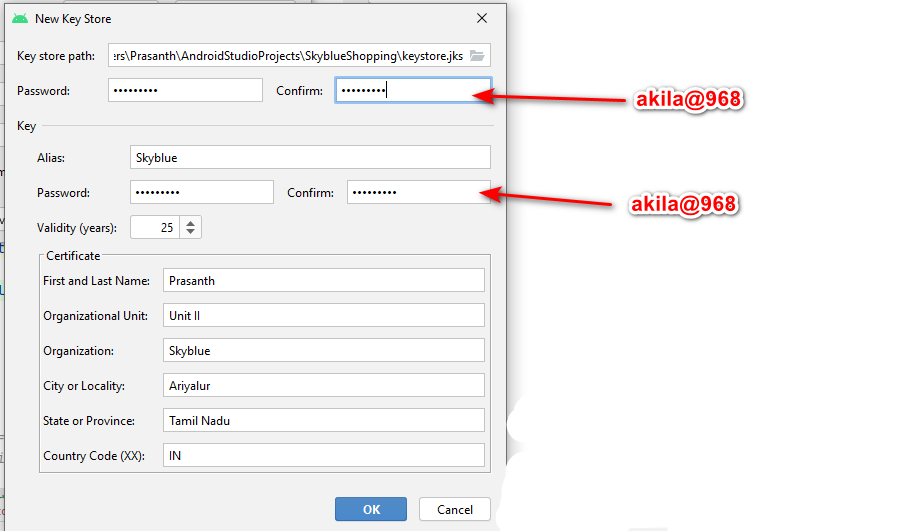 New Key Store
Key store path: ers\Prasanth\AndroidStudioProjects\SkyblueShopping\keystore.jks
Password: ••••••••• Confirm: ••••••••• akila@968
Key
Alias: Skyblue
Password: ••••••••• Confirm: ••••••••• akila@968
Validity (years): 25
Certificate
First and Last Name: Prasanth
Organizational Unit: Unit II
Organization: Skyblue
City or Locality: Ariyalur
State or Province: Tamil Nadu
Country Code (XX): IN
OK Cancel